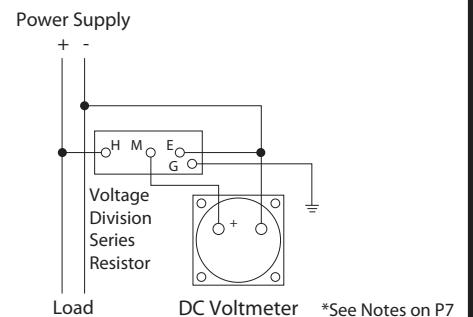 Power Supply
+ -
H M E
G
Voltage
Division
Series
Resistor
+
Load
DC Voltmeter
*See Notes on P7